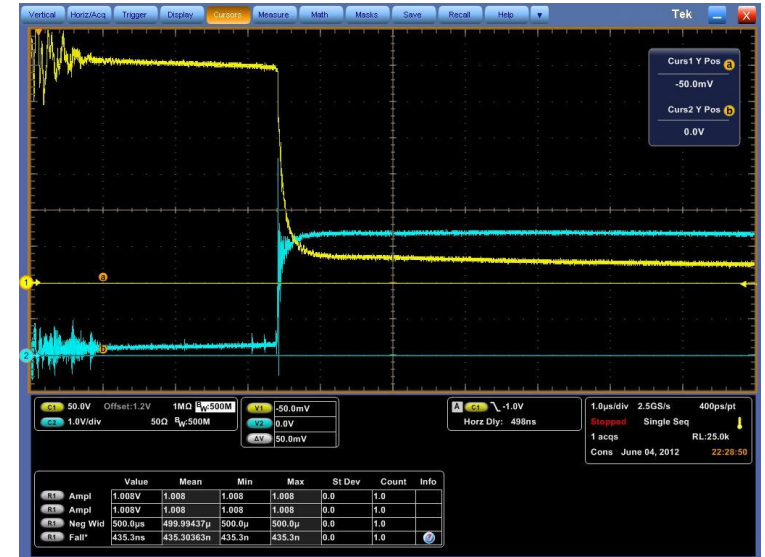 Vertical Horiz/Acq Trigger Display Cursors Measure Math Masks Save Recall Help ▼ Tek – X
Curs1 Y Pos a
-50.0mV
Curs2 Y Pos b
0.0V
a
1
b
2
C1 50.0V Offset:1.2V 1MΩ BW:500M
C2 1.0V/div 50Ω BW:500M
V1 -50.0mV
V2 0.0V
ΔV 50.0mV
A C1 \ -1.0V
Horz Dly: 498ns
1.0µs/div 2.5GS/s 400ps/pt
Stopped Single Seq
1 acqs RL:25.0k
Cons June 04, 2012 22:28:50
Value Mean Min Max St Dev Count Info
R1 Ampl 1.008V 1.008 1.008 1.008 0.0 1.0
R1 Ampl 1.008V 1.008 1.008 1.008 0.0 1.0
R1 Neg Wid 500.0µs 499.99437µ 500.0µ 500.0µ 0.0 1.0
R1 Fall* 435.3ns 435.30363n 435.3n 435.3n 0.0 1.0